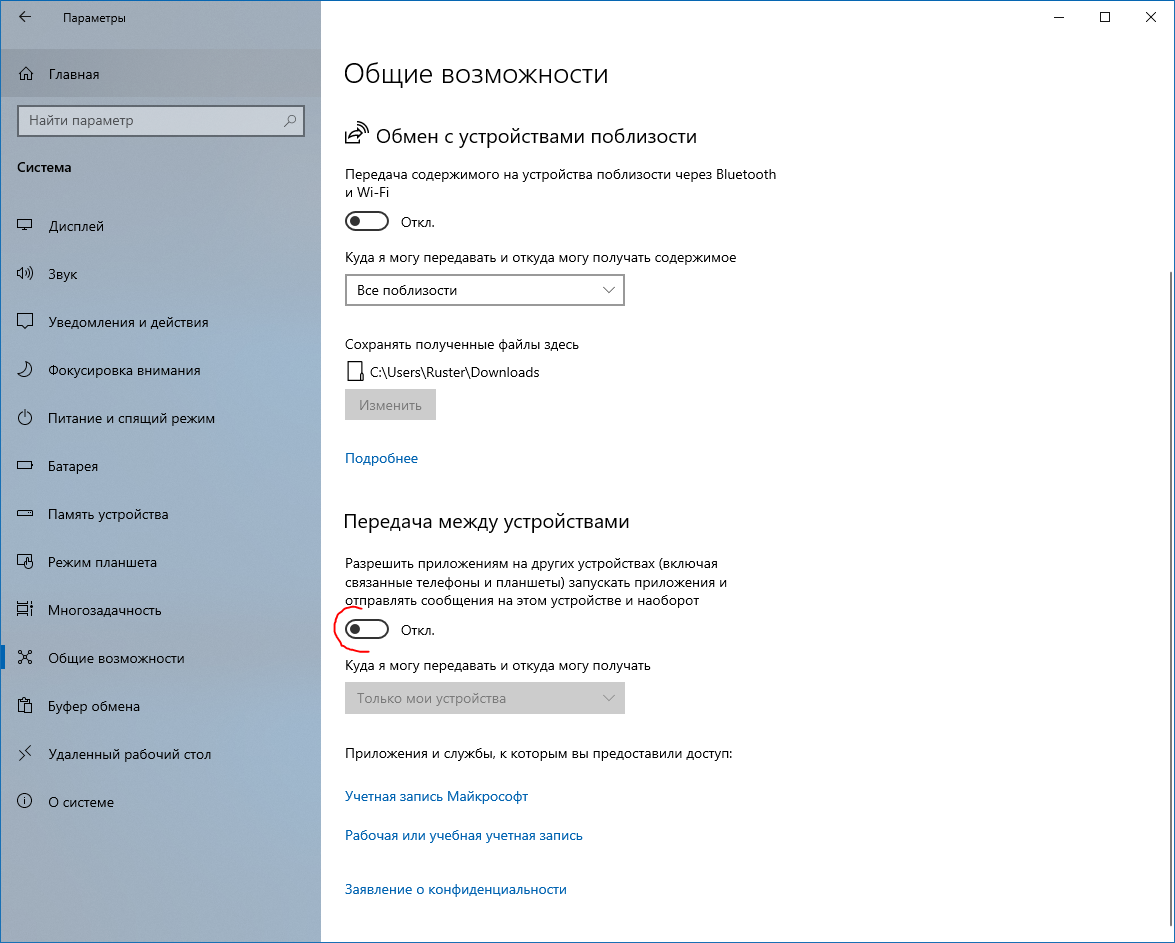 Параметры
Главная
Найти параметр
Система
Дисплей
Звук
Уведомления и действия
Фокусировка внимания
Питание и спящий режим
Батарея
Память устройства
Режим планшета
Многозадачность
Общие возможности
Буфер обмена
Удаленный рабочий стол
О системе
Общие возможности
Обмен с устройствами поблизости
Передача содержимого на устройства поблизости через Bluetooth
и Wi-Fi
Откл.
Куда я могу передавать и откуда могу получать содержимое
Все поблизости
Сохранять полученные файлы здесь
C:\Users\Ruster\Downloads
Изменить
Подробнее
Передача между устройствами
Разрешить приложениям на других устройствах (включая
связанные телефоны и планшеты) запускать приложения и
отправлять сообщения на этом устройстве и наоборот
Откл.
Куда я могу передавать и откуда могу получать
Только мои устройства
Приложения и службы, к которым вы предоставили доступ:
Учетная запись Майкрософт
Рабочая или учебная учетная запись
Заявление о конфиденциальности